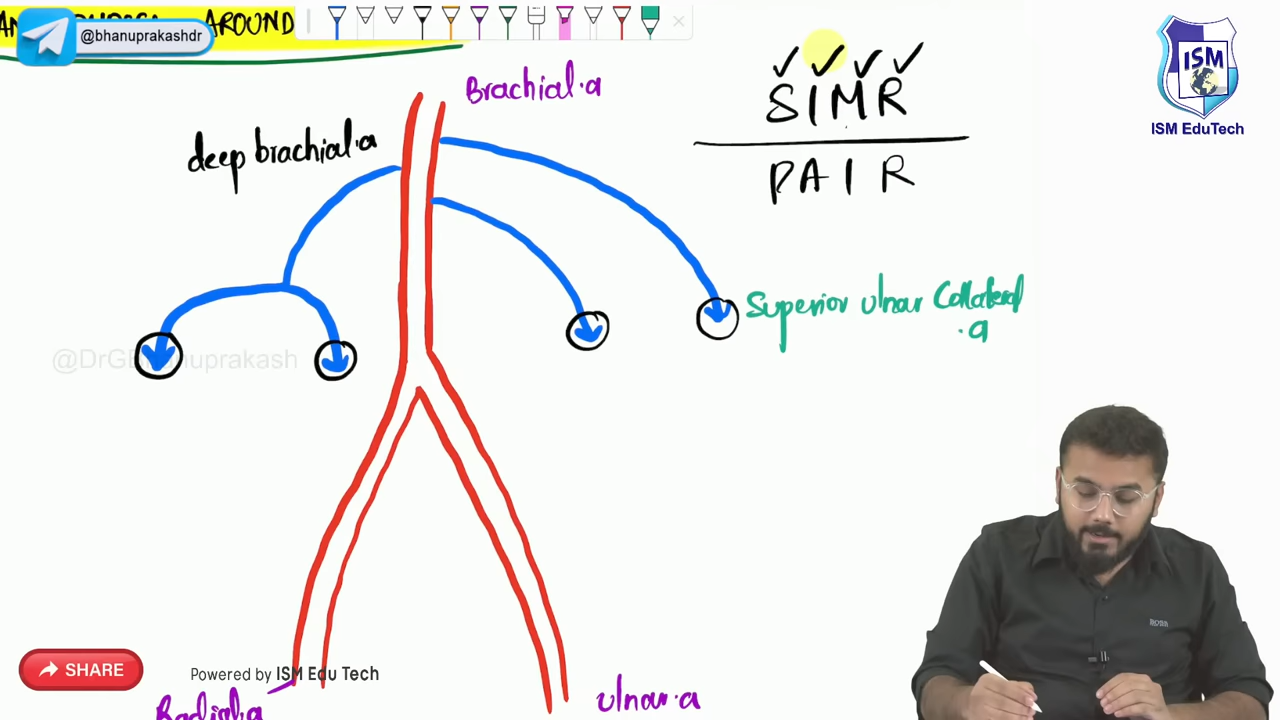 AROUND
@bhanuprakashdr
Brachial.a
deep brachial.a
SIMR
PAIR
ISM
ISM EduTech
Superior ulnar Collateral
.a
SHARE
Powered by ISM Edu Tech
Radial.a
ulnar.a